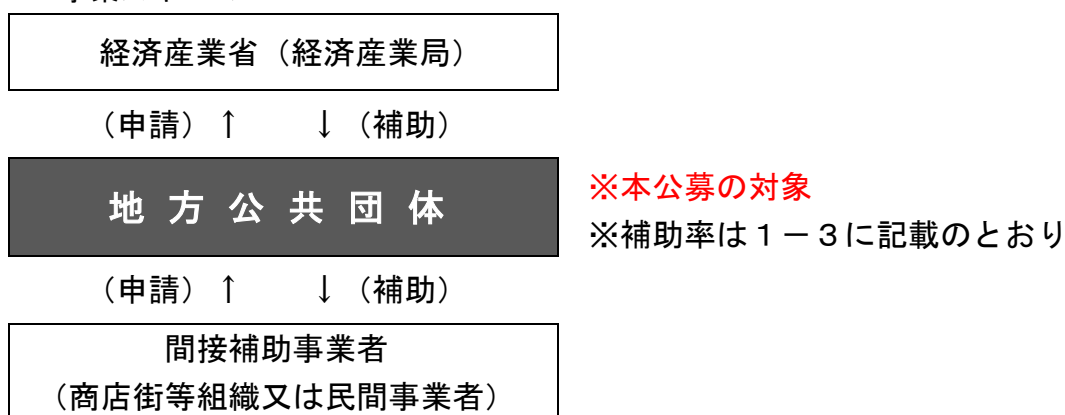 経済産業省（経済産業局）
（申請）↑　　↓（補助）
地 方 公 共 団 体
※本公募の対象
※補助率は１－３に記載のとおり
（申請）↑　　↓（補助）
間接補助事業者
（商店街等組織又は民間事業者）